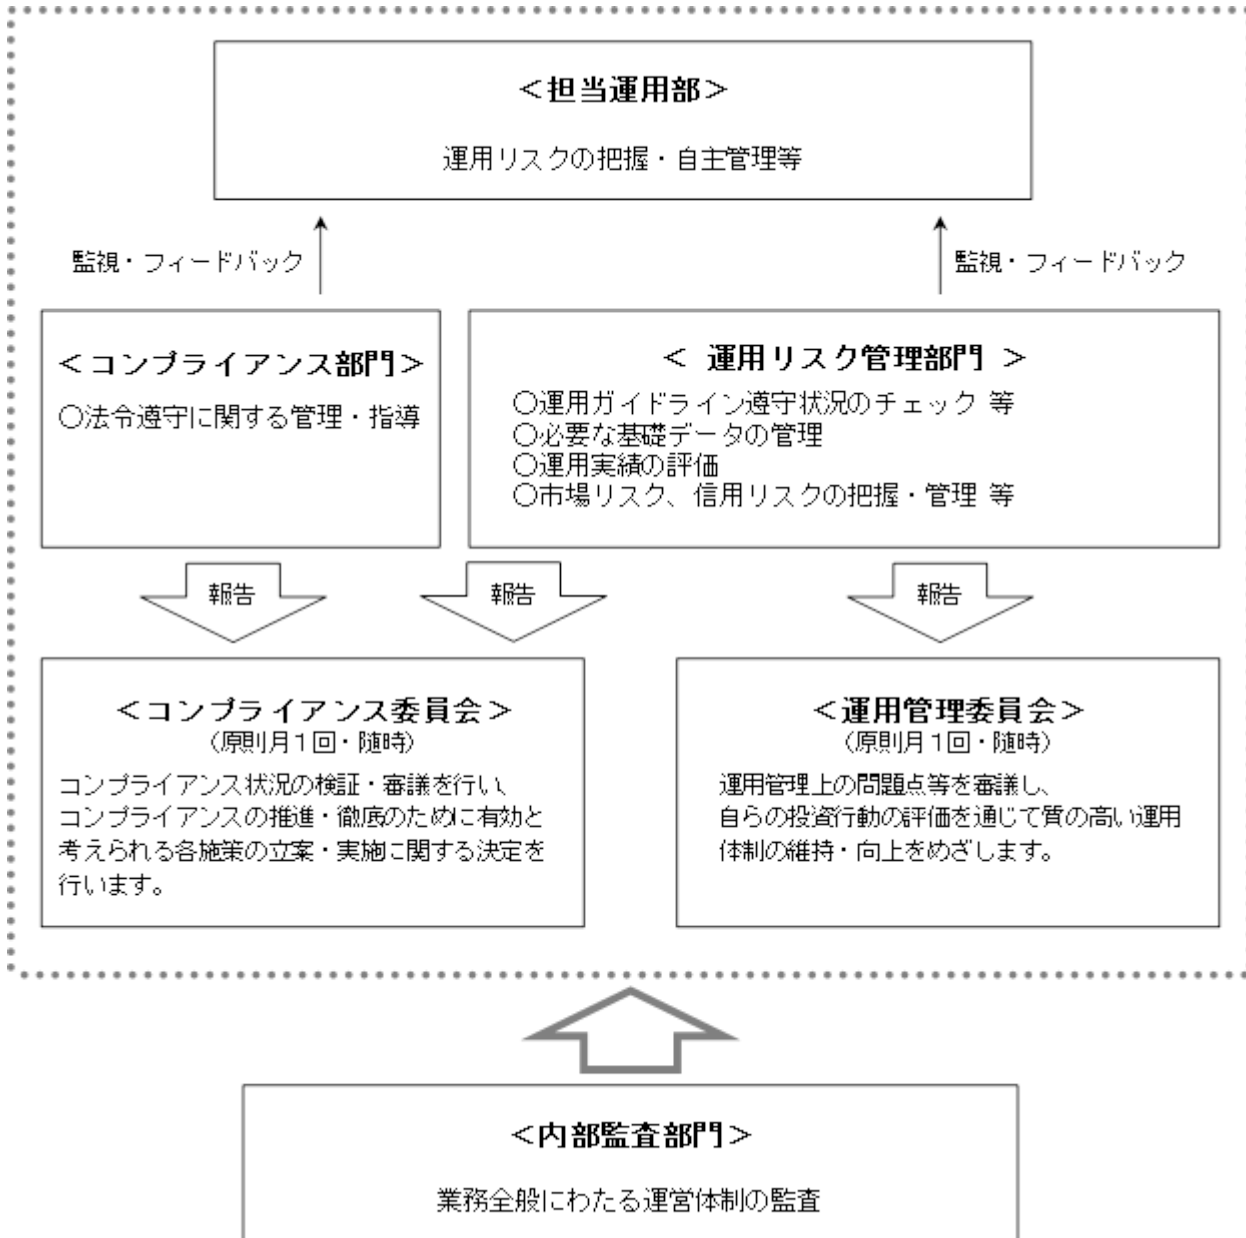 ＜担当運用部＞
運用リスクの把握・自主管理等
監視・フィードバック
監視・フィードバック
＜コンプライアンス部門＞
○法令遵守に関する管理・指導
＜ 運用リスク管理部門 ＞
○運用ガイドライン遵守状況のチェック 等
○必要な基礎データの管理
○運用実績の評価
○市場リスク、信用リスクの把握・管理 等
報告
報告
報告
＜コンプライアンス委員会＞
（原則月１回・随時）
コンプライアンス状況の検証・審議を行い、
コンプライアンスの推進・徹底のために有効と
考えられる各施策の立案・実施に関する決定を
行います。
＜運用管理委員会＞
（原則月１回・随時）
運用管理上の問題点等を審議し、
自らの投資行動の評価を通じて質の高い運用
体制の維持・向上をめざします。
＜内部監査部門＞
業務全般にわたる運営体制の監査